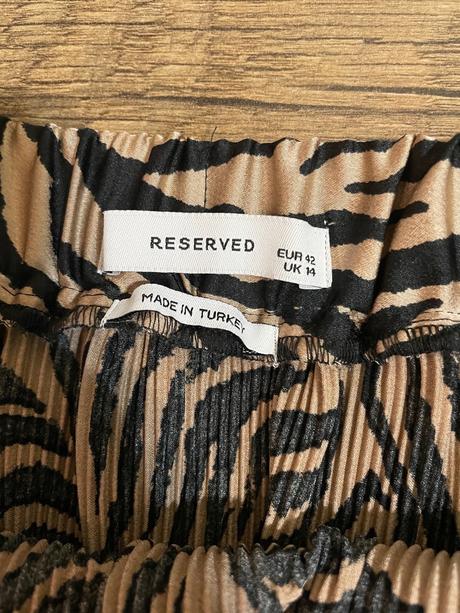 RESERVED
EUR 42
UK 14
MADE IN TURKEY